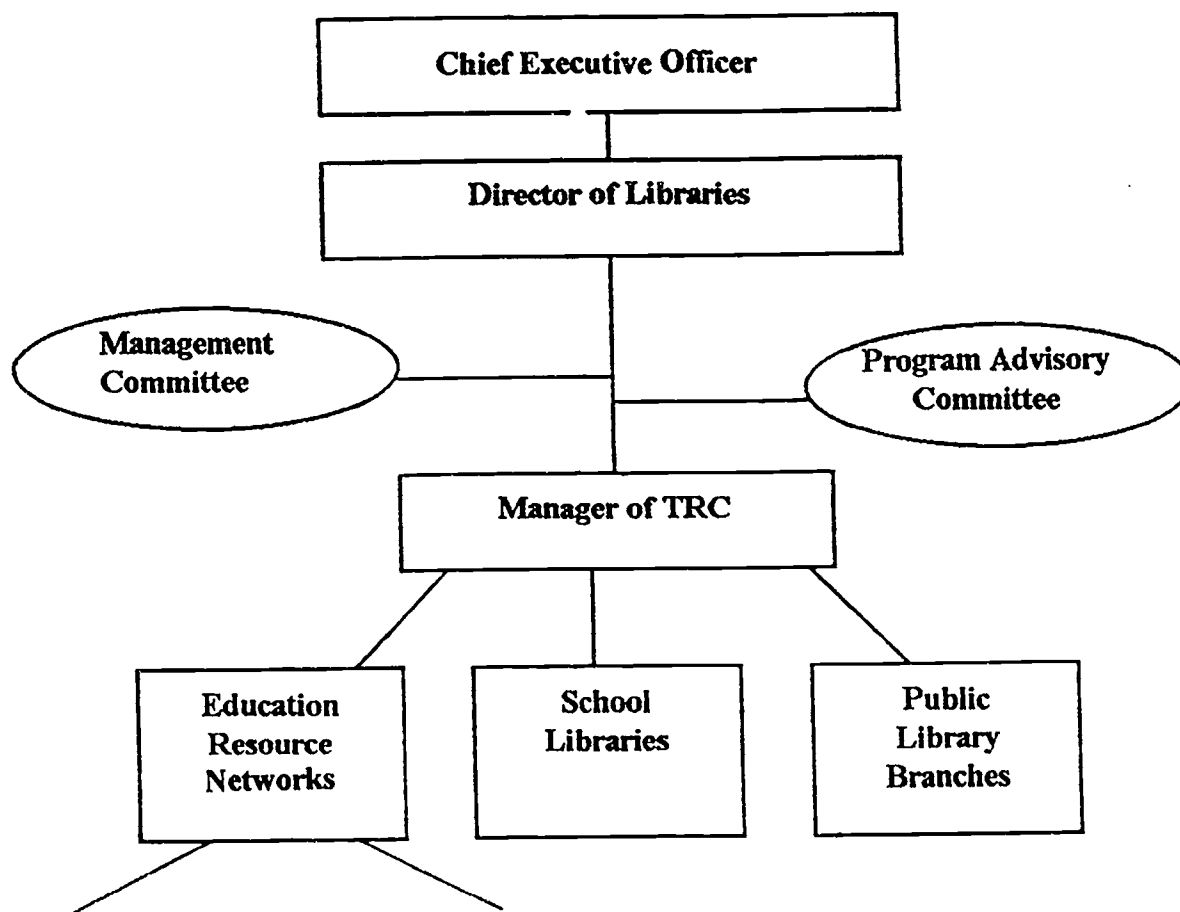 Chief Executive Officer
Director of Libraries
Management
Committee
Program Advisory
Committee
Manager of TRC
Education
Resource
Networks
School
Libraries
Public
Library
Branches